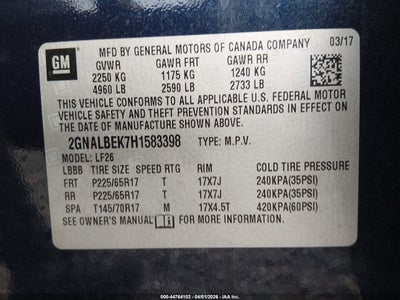 GM
MFD BY GENERAL MOTORS OF CANADA COMPANY 03/17
GVWR GAWR FRT GAWR RR
2250 KG 1175 KG 1240 KG
4960 LB 2590 LB 2733 LB
THIS VEHICLE CONFORMS TO ALL APPLICABLE U.S. FEDERAL MOTOR
VEHICLE SAFETY AND THEFT PREVENTION STANDARDS IN EFFECT
ON THE DATE OF MANUFACTURE SHOWN ABOVE.
2GNALBEK7H1583398 TYPE: M.P.V.
MODEL: LF26
LBBB TIRE SIZE SPEED RTG RIM COLD TIRE PRESSURE
FRT P225/65R17 T 17X7J 240KPA(35PSI)
RR P225/65R17 T 17X7J 240KPA(35PSI)
SPA T145/70R17 M 17X4.5T 420KPA(60PSI)
SEE OWNER'S MANUAL FOR ADDITIONAL INFORMATION.
000-44764102 - 04/01/2026 - IAAI.com